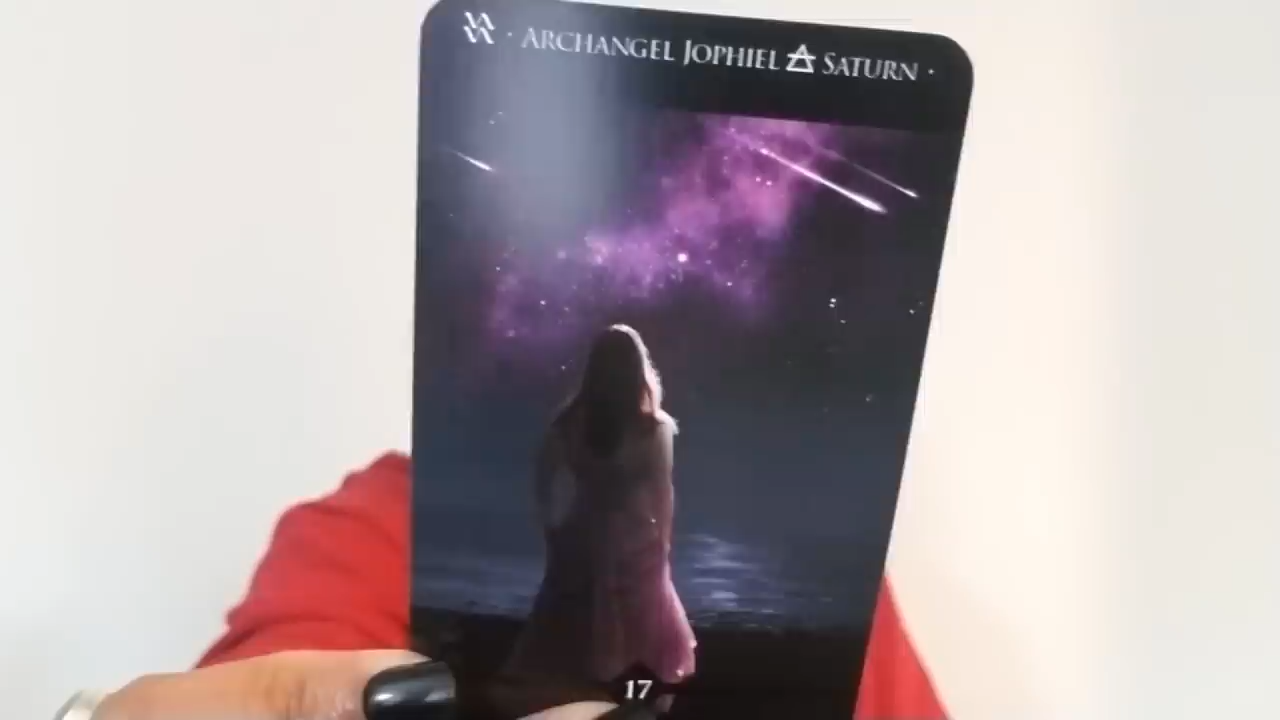 · ARCHANGEL JOPHIEL 🜁 SATURN ·
17